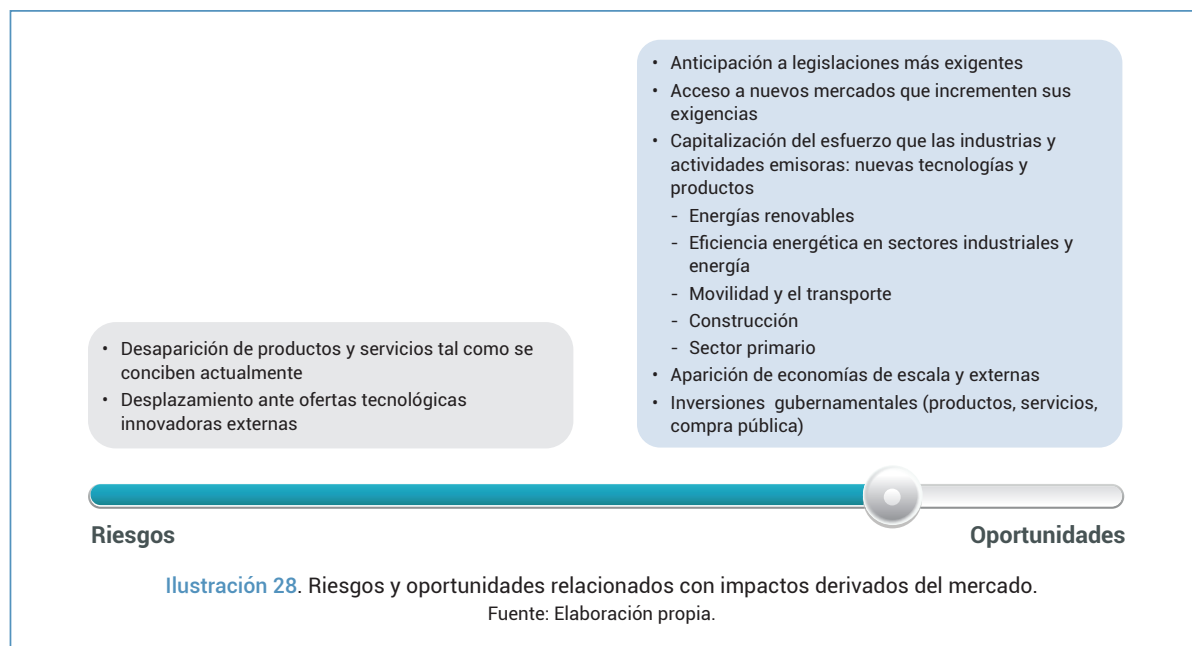 • Desaparición de productos y servicios tal como se
conciben actualmente
• Desplazamiento ante ofertas tecnológicas
innovadoras externas
• Anticipación a legislaciones más exigentes
• Acceso a nuevos mercados que incrementen sus
exigencias
• Capitalización del esfuerzo que las industrias y
actividades emisoras: nuevas tecnologías y
productos
- Energías renovables
- Eficiencia energética en sectores industriales y
energía
- Movilidad y el transporte
- Construcción
- Sector primario
• Aparición de economías de escala y externas
• Inversiones gubernamentales (productos, servicios,
compra pública)
Riesgos
Oportunidades
Ilustración 28. Riesgos y oportunidades relacionados con impactos derivados del mercado.
Fuente: Elaboración propia.